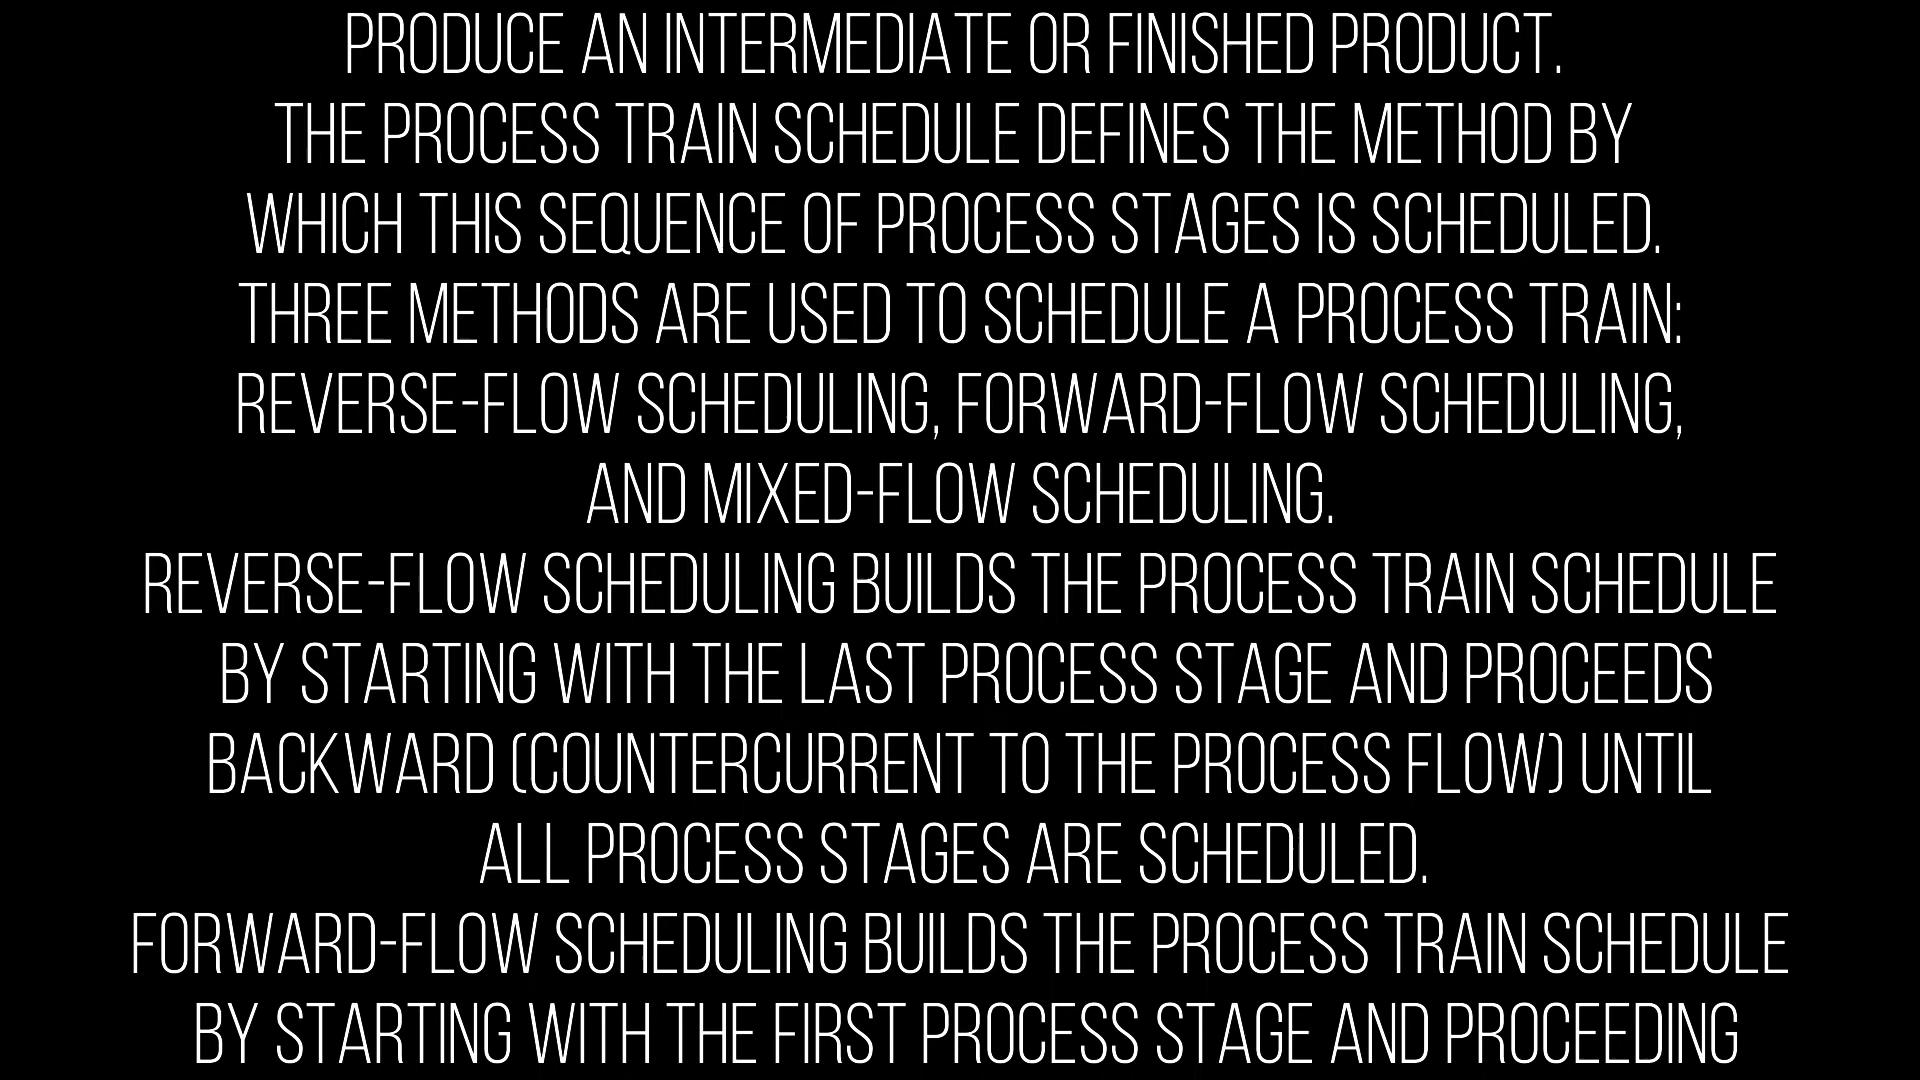 PRODUCE AN INTERMEDIATE OR FINISHED PRODUCT.
THE PROCESS TRAIN SCHEDULE DEFINES THE METHOD BY
WHICH THIS SEQUENCE OF PROCESS STAGES IS SCHEDULED.
THREE METHODS ARE USED TO SCHEDULE A PROCESS TRAIN:
REVERSE-FLOW SCHEDULING, FORWARD-FLOW SCHEDULING,
AND MIXED-FLOW SCHEDULING.
REVERSE-FLOW SCHEDULING BUILDS THE PROCESS TRAIN SCHEDULE
BY STARTING WITH THE LAST PROCESS STAGE AND PROCEEDS
BACKWARD (COUNTERCURRENT TO THE PROCESS FLOW) UNTIL
ALL PROCESS STAGES ARE SCHEDULED.
FORWARD-FLOW SCHEDULING BUILDS THE PROCESS TRAIN SCHEDULE
BY STARTING WITH THE FIRST PROCESS STAGE AND PROCEEDING